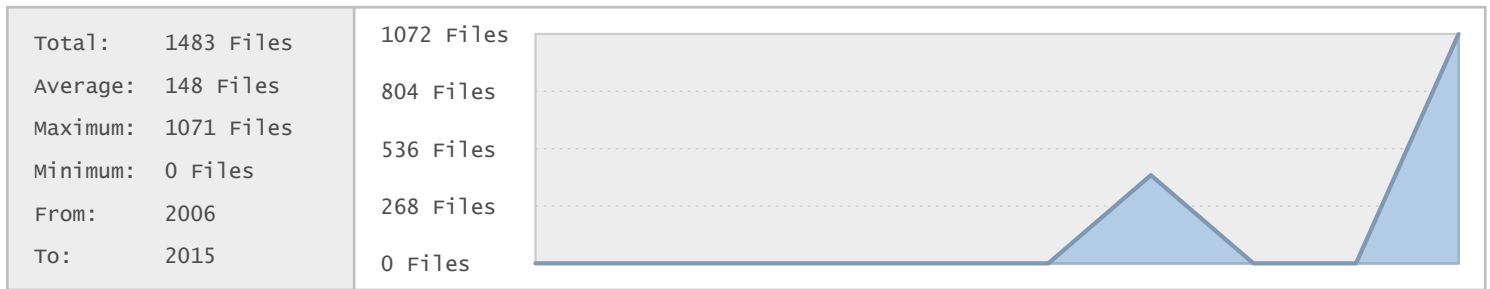 Total: 1483 Files
Average: 148 Files
Maximum: 1071 Files
Minimum: 0 Files
From: 2006
To: 2015
1072 Files
804 Files
536 Files
268 Files
0 Files